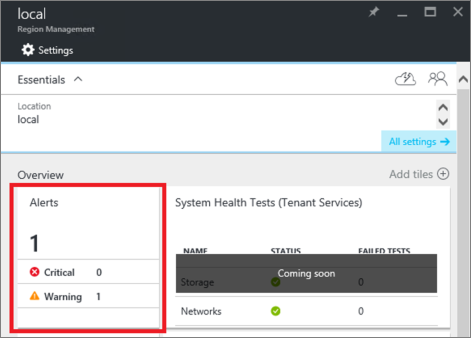 local
Region Management
Settings
Essentials
Location
local
All settings →
Overview
Add tiles
Alerts
1
Critical 0
Warning 1
System Health Tests (Tenant Services)
NAME STATUS FAILED TESTS
Coming soon
Storage 0
Networks 0